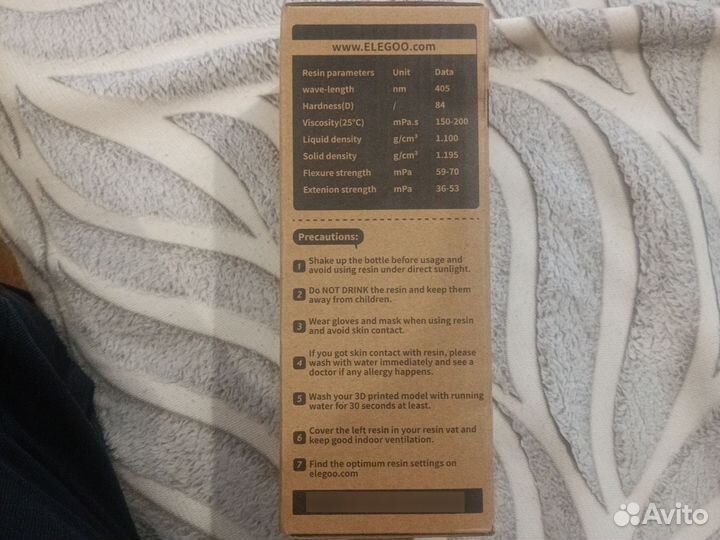 www.ELEGOO.com
Resin parameters Unit Data
wave-length nm 405
Hardness(D) / 84
Viscosity(25°C) mPa.s 150-200
Liquid density g/cm³ 1.100
Solid density g/cm³ 1.195
Flexure strength mPa 59-70
Extenion strength mPa 36-53
Precautions:
1 Shake up the bottle before usage and
avoid using resin under direct sunlight.
2 Do NOT DRINK the resin and keep them
away from children.
3 Wear gloves and mask when using resin
and avoid skin contact.
4 If you got skin contact with resin, please
wash with water immediately and see a
doctor if any allergy happens.
5 Wash your 3D printed model with running
water for 30 seconds at least.
6 Cover the left resin in your resin vat and
keep good indoor ventilation.
7 Find the optimum resin settings on
elegoo.com
Avito